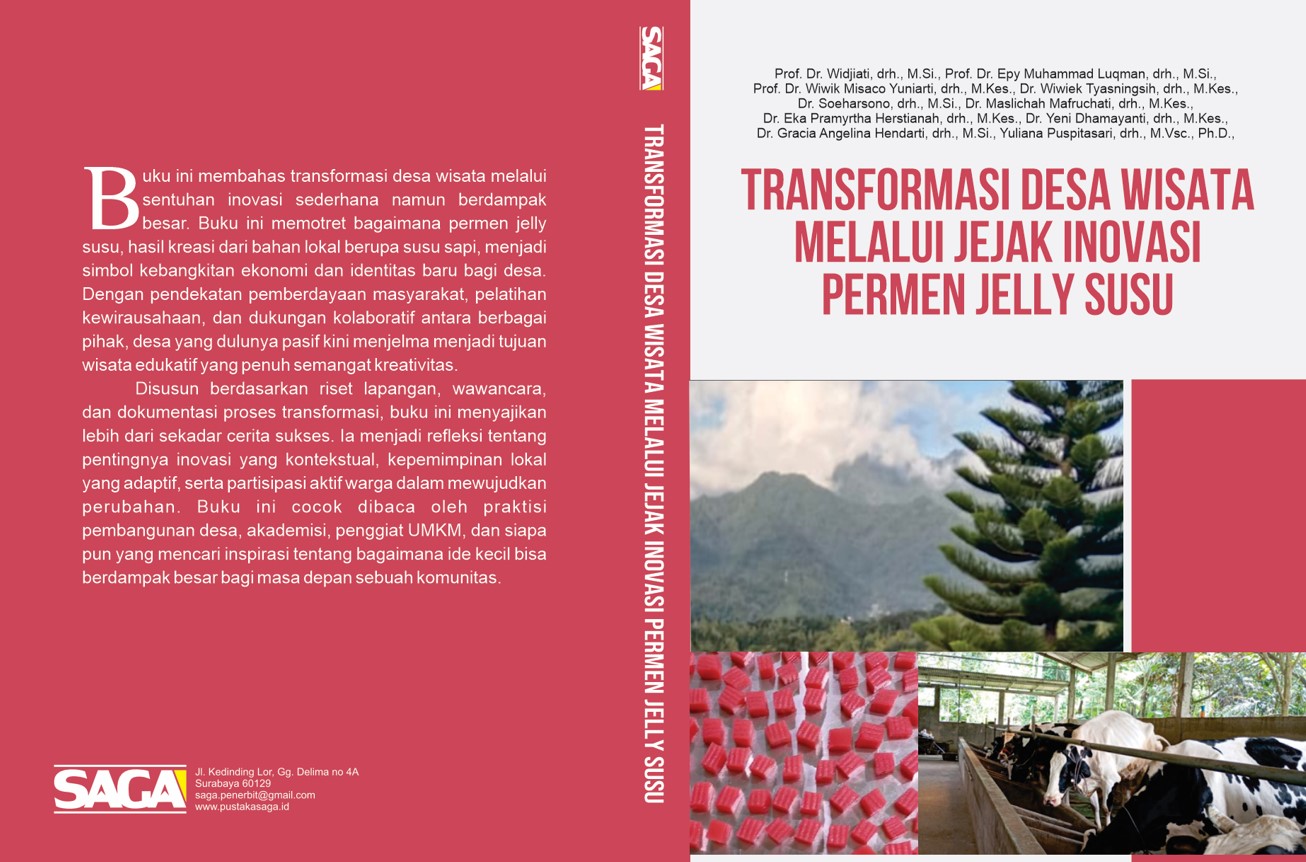 Buku ini membahas transformasi desa wisata melalui
sentuhan inovasi sederhana namun berdampak
besar. Buku ini memotret bagaimana permen jelly
susu, hasil kreasi dari bahan lokal berupa susu sapi, menjadi
simbol kebangkitan ekonomi dan identitas baru bagi desa.
Dengan pendekatan pemberdayaan masyarakat, pelatihan
kewirausahaan, dan dukungan kolaboratif antara berbagai
pihak, desa yang dulunya pasif kini menjelma menjadi tujuan
wisata edukatif yang penuh semangat kreativitas.
Disusun berdasarkan riset lapangan, wawancara,
dan dokumentasi proses transformasi, buku ini menyajikan
lebih dari sekadar cerita sukses. Ia menjadi refleksi tentang
pentingnya inovasi yang kontekstual, kepemimpinan lokal
yang adaptif, serta partisipasi aktif warga dalam mewujudkan
perubahan. Buku ini cocok dibaca oleh praktisi
pembangunan desa, akademisi, penggiat UMKM, dan siapa
pun yang mencari inspirasi tentang bagaimana ide kecil bisa
berdampak besar bagi masa depan sebuah komunitas.
SAGA
Jl. Kedinding Lor, Gg. Delima no 4A
Surabaya 60129
saga.penerbit@gmail.com
www.pustakasaga.id
SAGA
TRANSFORMASI DESA WISATA MELALUI JEJAK INOVASI PERMEN JELLY SUSU
Prof. Dr. Widjiati, drh., M.Si., Prof. Dr. Epy Muhammad Luqman, drh., M.Si.,
Prof. Dr. Wiwik Misaco Yuniarti, drh., M.Kes., Dr. Wiwiek Tyasningsih, drh., M.Kes.,
Dr. Soeharsono, drh., M.Si., Dr. Maslichah Mafruchati, drh., M.Kes.,
Dr. Eka Pramyrtha Herstianah, drh., M.Kes., Dr. Yeni Dhamayanti, drh., M.Kes.,
Dr. Gracia Angelina Hendarti, drh., M.Si., Yuliana Puspitasari, drh., M.Vsc., Ph.D.,
TRANSFORMASI DESA WISATA
MELALUI JEJAK INOVASI
PERMEN JELLY SUSU